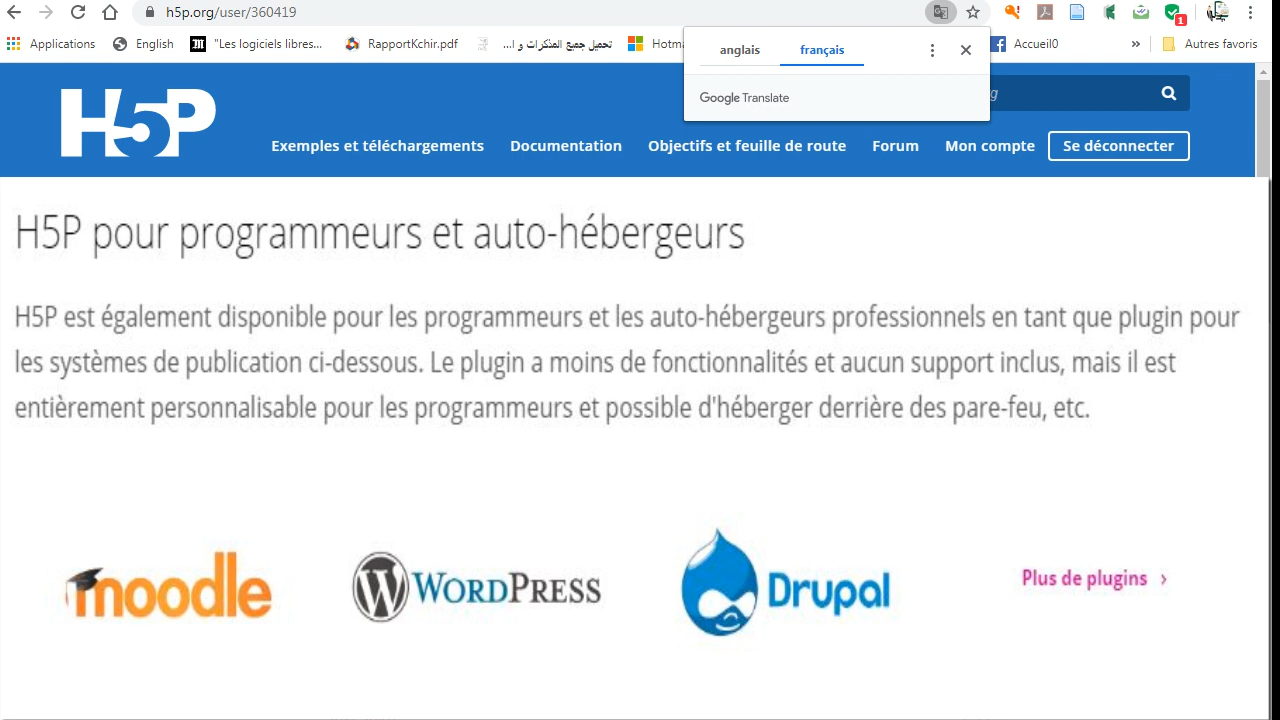 h5p.org/user/360419
Applications
English
"Les logiciels libres...
RapportKchir.pdf
تحميل جميع المذكرات و ا...
Hotma
Accueil0
»
Autres favoris
anglais
français
Google Translate
H5P
Exemples et téléchargements
Documentation
Objectifs et feuille de route
Forum
Mon compte
Se déconnecter
H5P pour programmeurs et auto-hébergeurs
H5P est également disponible pour les programmeurs et les auto-hébergeurs professionnels en tant que plugin pour
les systèmes de publication ci-dessous. Le plugin a moins de fonctionnalités et aucun support inclus, mais il est
entièrement personnalisable pour les programmeurs et possible d'héberger derrière des pare-feu, etc.
moodle
WORDPRESS
Drupal
Plus de plugins ›